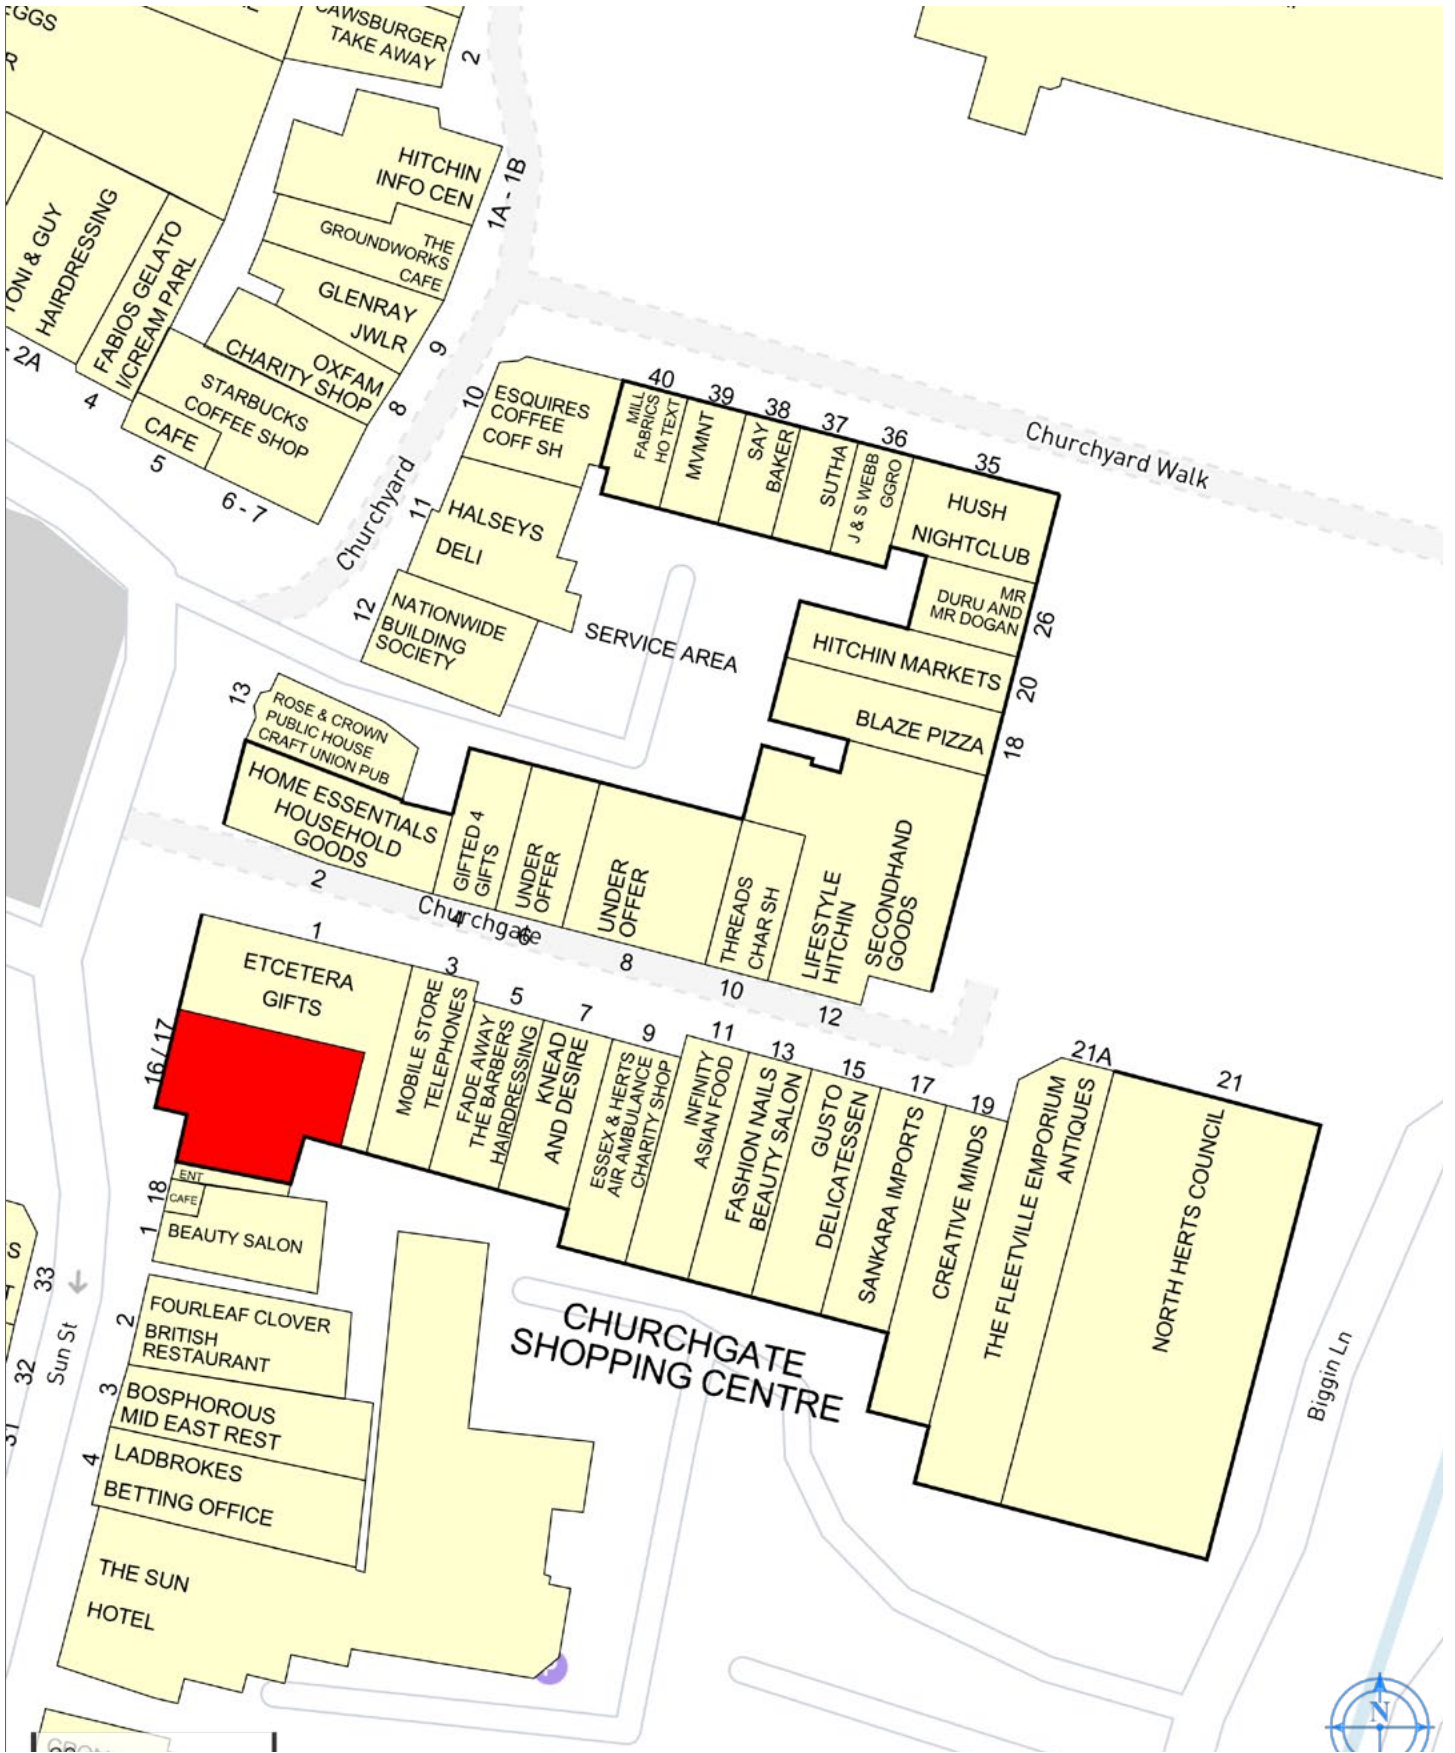 EGGS
R
CAWSBURGER
TAKE AWAY
2
HITCHIN
INFO CEN
1A - 1B
THE
GROUNDWORKS
CAFE
GLENRAY
JWLR
9
OXFAM
CHARITY SHOP
8
TONI & GUY
HAIRDRESSING
- 2A
FABIOS GELATO
I/CREAM PARL
4
STARBUCKS
COFFEE SHOP
CAFE
5
6 - 7
Churchyard
10
ESQUIRES
COFFEE
COFF SH
11
HALSEYS
DELI
12
NATIONWIDE
BUILDING
SOCIETY
40
MILL
FABRICS
HO TEXT
39
MVMNT
38
SAY
BAKER
37
SUTHA
36
J & S WEBB
GGRO
35
HUSH
NIGHTCLUB
Churchyard Walk
MR
DURU AND
MR DOGAN
26
SERVICE AREA
HITCHIN MARKETS
20
BLAZE PIZZA
18
13
ROSE & CROWN
PUBLIC HOUSE
CRAFT UNION PUB
HOME ESSENTIALS
HOUSEHOLD
GOODS
2
GIFTED 4
GIFTS
4
UNDER
OFFER
6
UNDER
OFFER
8
THREADS
CHAR SH
10
LIFESTYLE
HITCHIN
12
SECONDHAND
GOODS
Churchgate
1
ETCETERA
GIFTS
16 / 17
3
MOBILE STORE
TELEPHONES
5
FADE AWAY
THE BARBERS
HAIRDRESSING
7
KNEAD
AND DESIRE
9
ESSEX & HERTS
AIR AMBULANCE
CHARITY SHOP
11
INFINITY
ASIAN FOOD
13
FASHION NAILS
BEAUTY SALON
15
GUSTO
DELICATESSEN
17
SANKARA IMPORTS
19
CREATIVE MINDS
21A
THE FLEETVILLE EMPORIUM
ANTIQUES
21
NORTH HERTS COUNCIL
ENT
18
CAFE
1
BEAUTY SALON
2
FOURLEAF CLOVER
BRITISH
RESTAURANT
3
BOSPHOROUS
MID EAST REST
4
LADBROKES
BETTING OFFICE
THE SUN
HOTEL
CHURCHGATE
SHOPPING CENTRE
S
T
33
32
31
Sun St
Biggin Ln
P
N